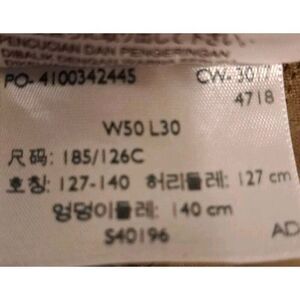 PENCUCIAN DAN PENGERINGAN
PO- 4100342445 CW- 30 /
4718
W50 L30
尺码: 185/126C
호칭: 127-140 허리둘레: 127 cm
엉덩이둘레: 140 cm
S40196 AD